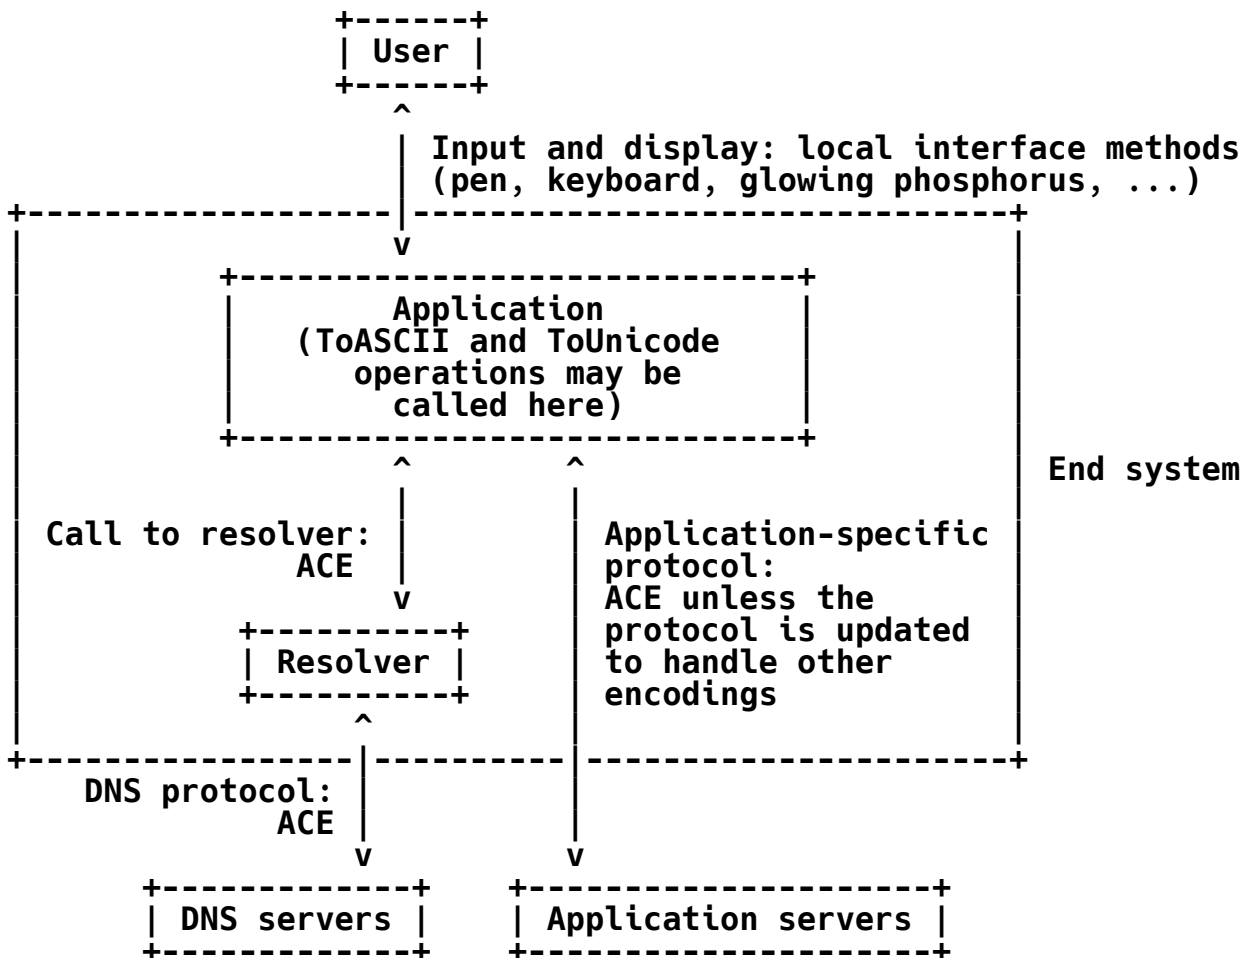 User
Input and display: local interface methods
(pen, keyboard, glowing phosphorus, ...)
Application
(ToASCII and ToUnicode
operations may be
called here)
End system
Call to resolver:
ACE
Application-specific
protocol:
ACE unless the
protocol is updated
to handle other
encodings
Resolver
DNS protocol:
ACE
DNS servers
Application servers